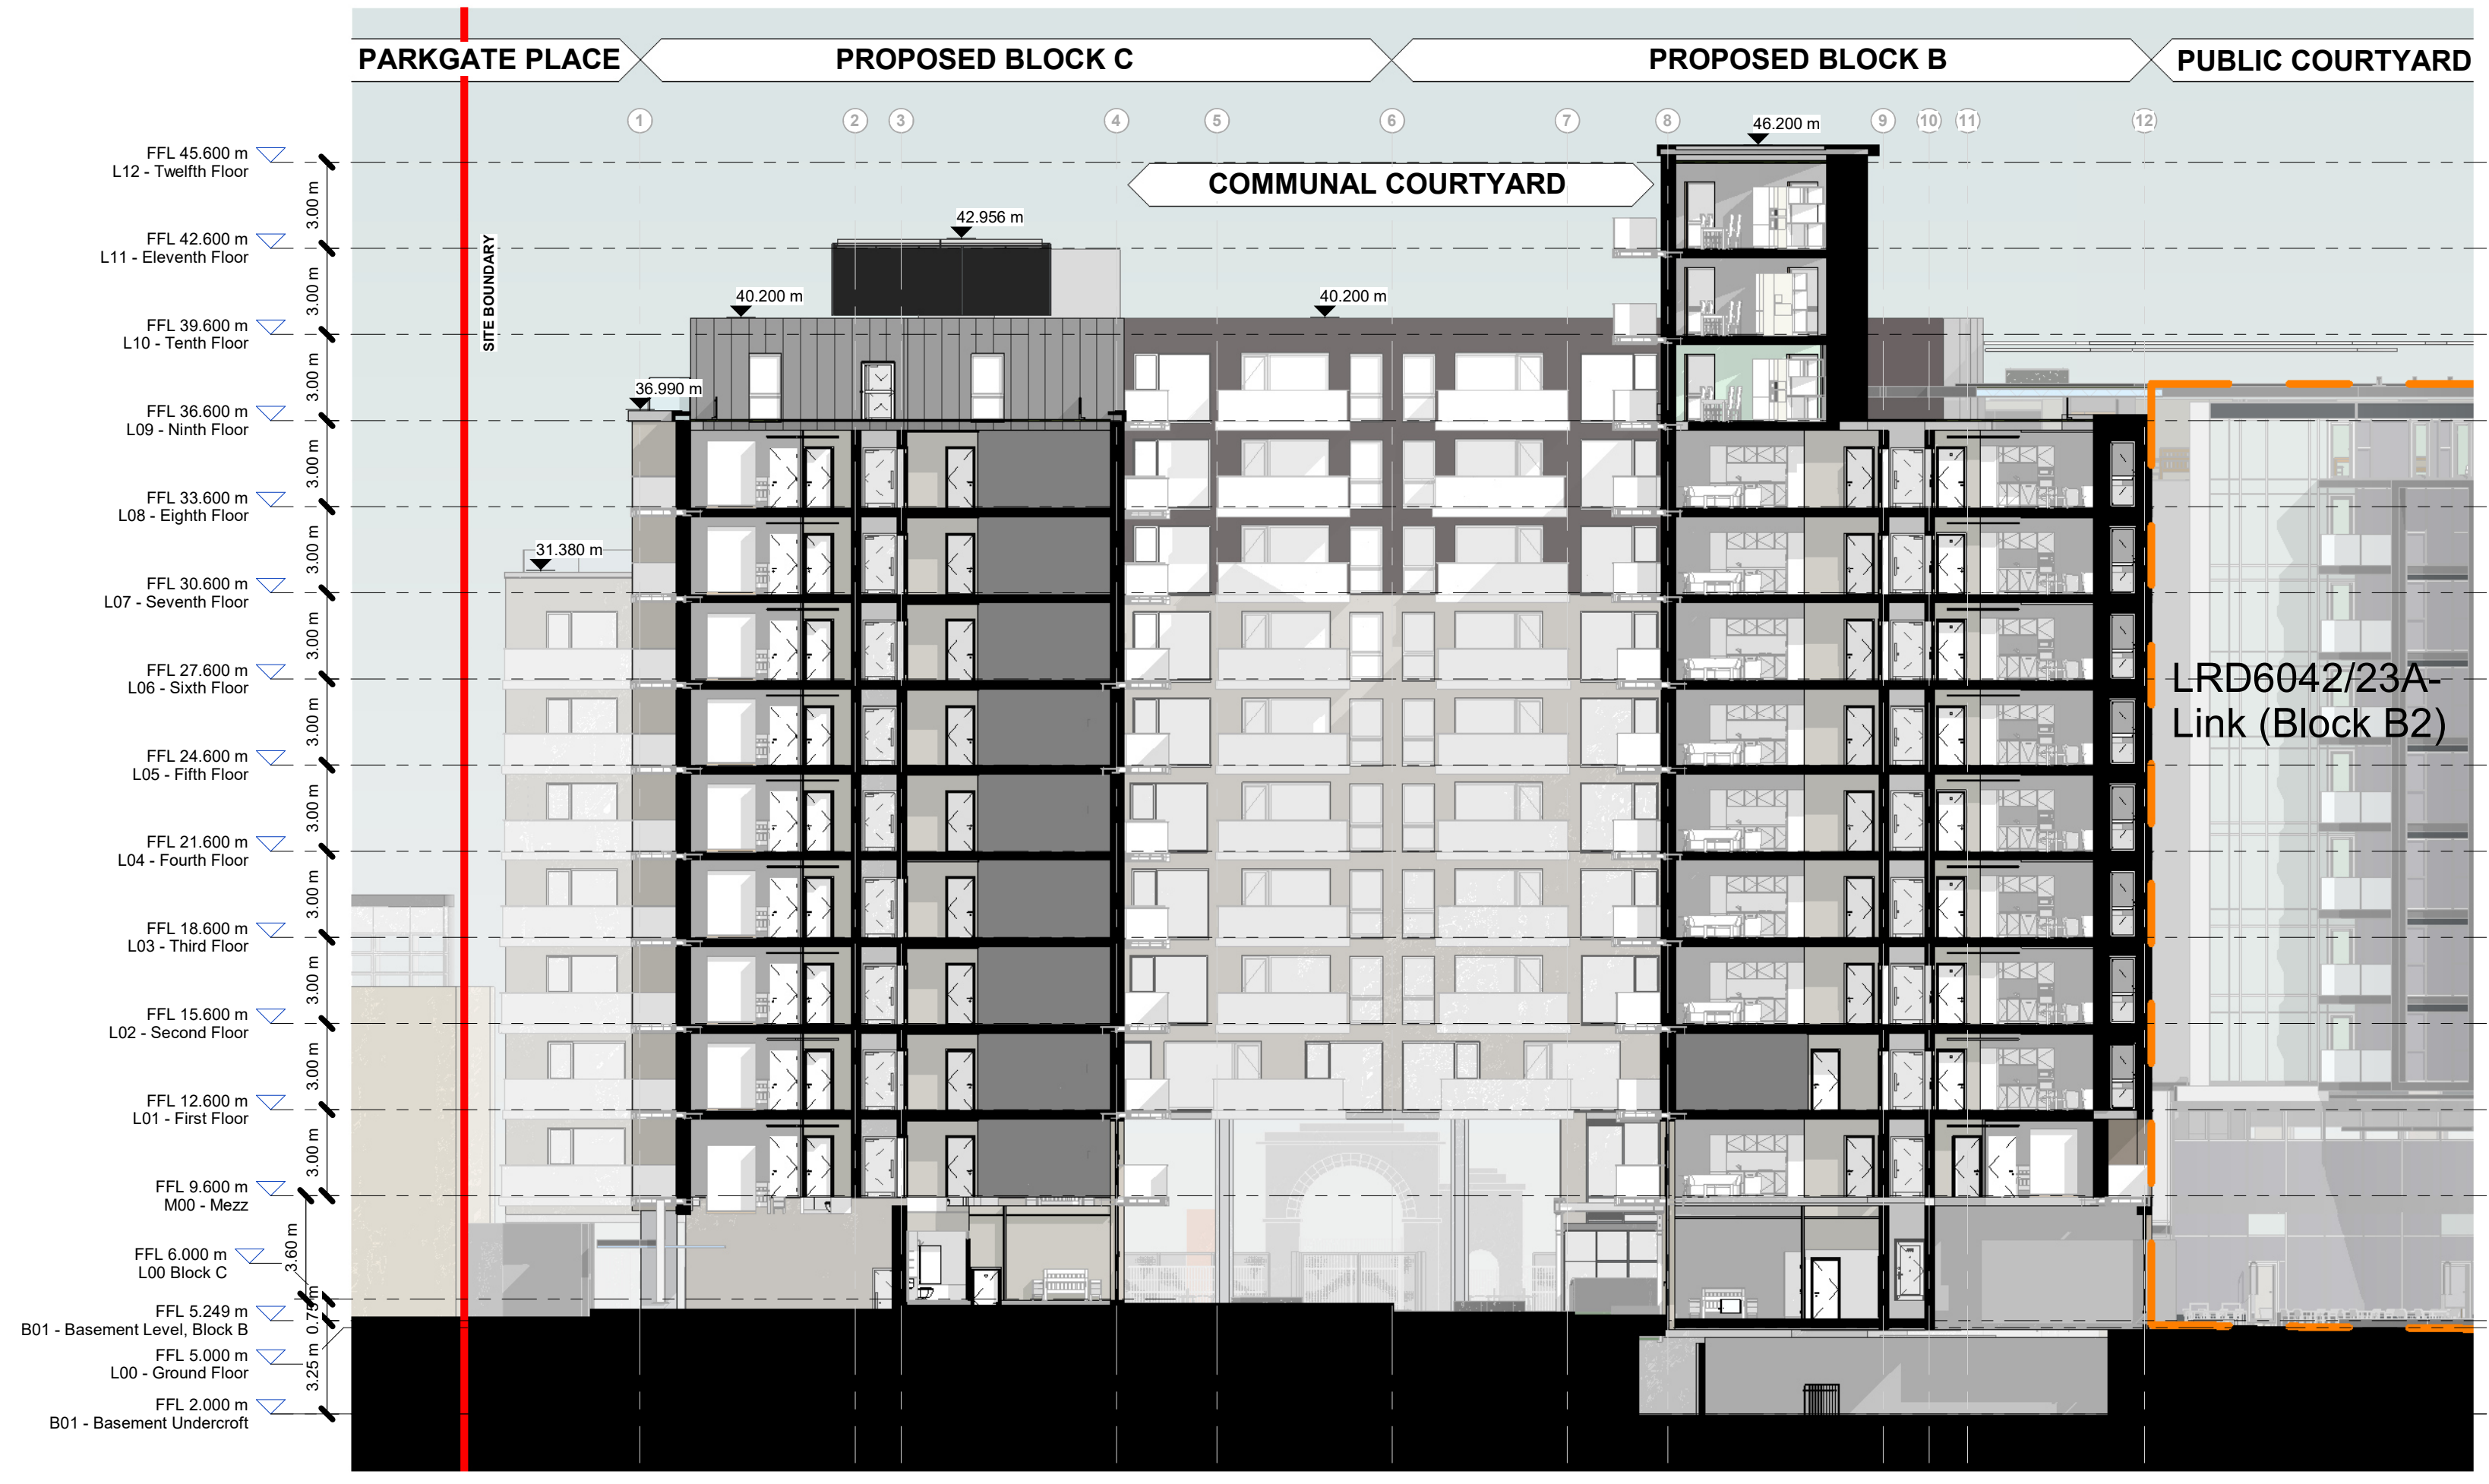 PARKGATE PLACE
PROPOSED BLOCK C
PROPOSED BLOCK B
PUBLIC COURTYARD
1
2
3
4
5
6
7
8
9
10
11
12
46.200 m
COMMUNAL COURTYARD
42.956 m
40.200 m
40.200 m
36.990 m
31.380 m
SITE BOUNDARY
LRD6042/23A-
Link (Block B2)
FFL 45.600 m
L12 - Twelfth Floor
3.00 m
FFL 42.600 m
L11 - Eleventh Floor
3.00 m
FFL 39.600 m
L10 - Tenth Floor
3.00 m
FFL 36.600 m
L09 - Ninth Floor
3.00 m
FFL 33.600 m
L08 - Eighth Floor
3.00 m
FFL 30.600 m
L07 - Seventh Floor
3.00 m
FFL 27.600 m
L06 - Sixth Floor
3.00 m
FFL 24.600 m
L05 - Fifth Floor
3.00 m
FFL 21.600 m
L04 - Fourth Floor
3.00 m
FFL 18.600 m
L03 - Third Floor
3.00 m
FFL 15.600 m
L02 - Second Floor
3.00 m
FFL 12.600 m
L01 - First Floor
3.00 m
FFL 9.600 m
M00 - Mezz
3.60 m
FFL 6.000 m
L00 Block C
0.75 m
FFL 5.249 m
B01 - Basement Level, Block B
3.25 m
FFL 5.000 m
L00 - Ground Floor
FFL 2.000 m
B01 - Basement Undercroft